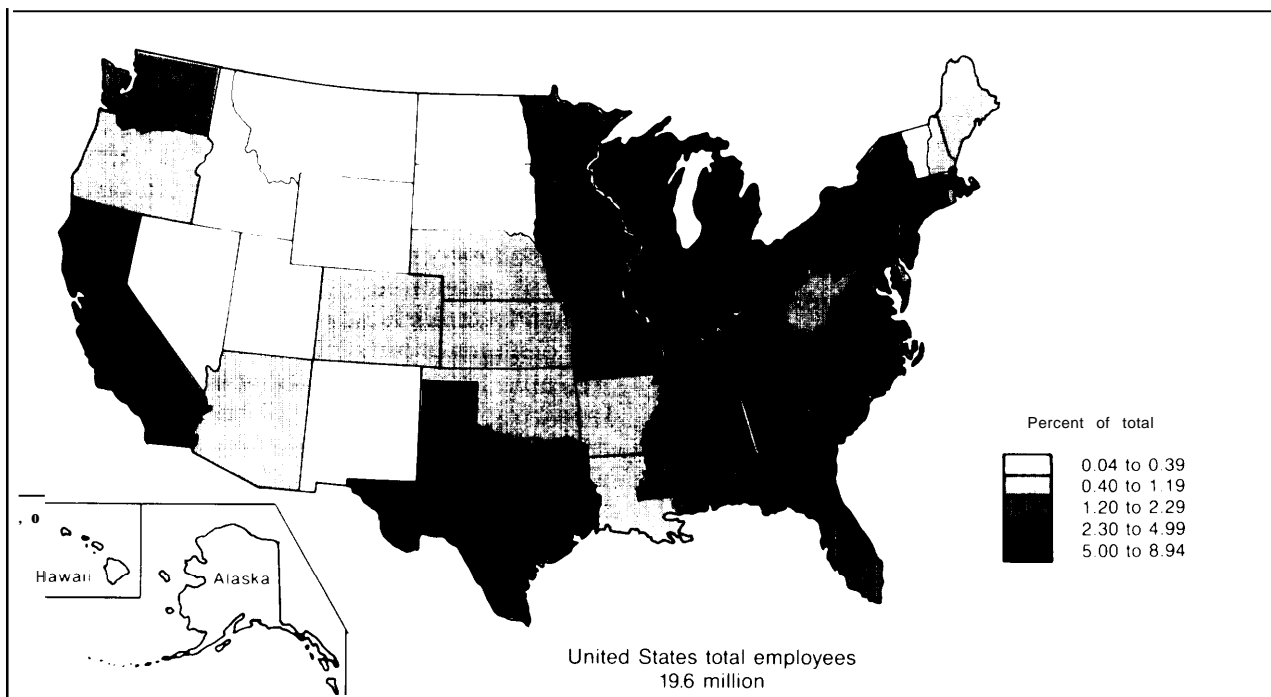 Percent of total
0.04 to 0.39
0.40 to 1.19
1.20 to 2.29
2.30 to 4.99
5.00 to 8.94
, 0
Hawaii
Alaska
United States total employees
19.6 million